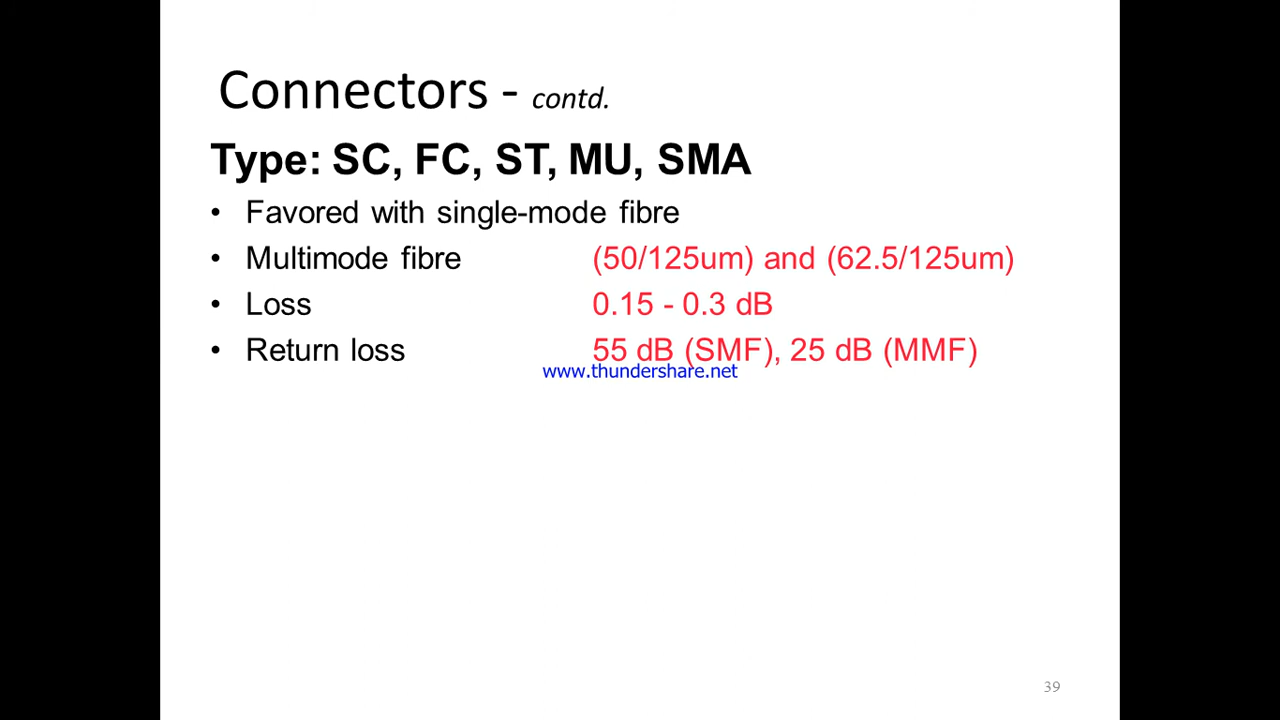 Connectors - contd.
Type: SC, FC, ST, MU, SMA
• Favored with single-mode fibre
• Multimode fibre (50/125um) and (62.5/125um)
• Loss 0.15 - 0.3 dB
• Return loss 55 dB (SMF), 25 dB (MMF)
www.thundershare.net
39